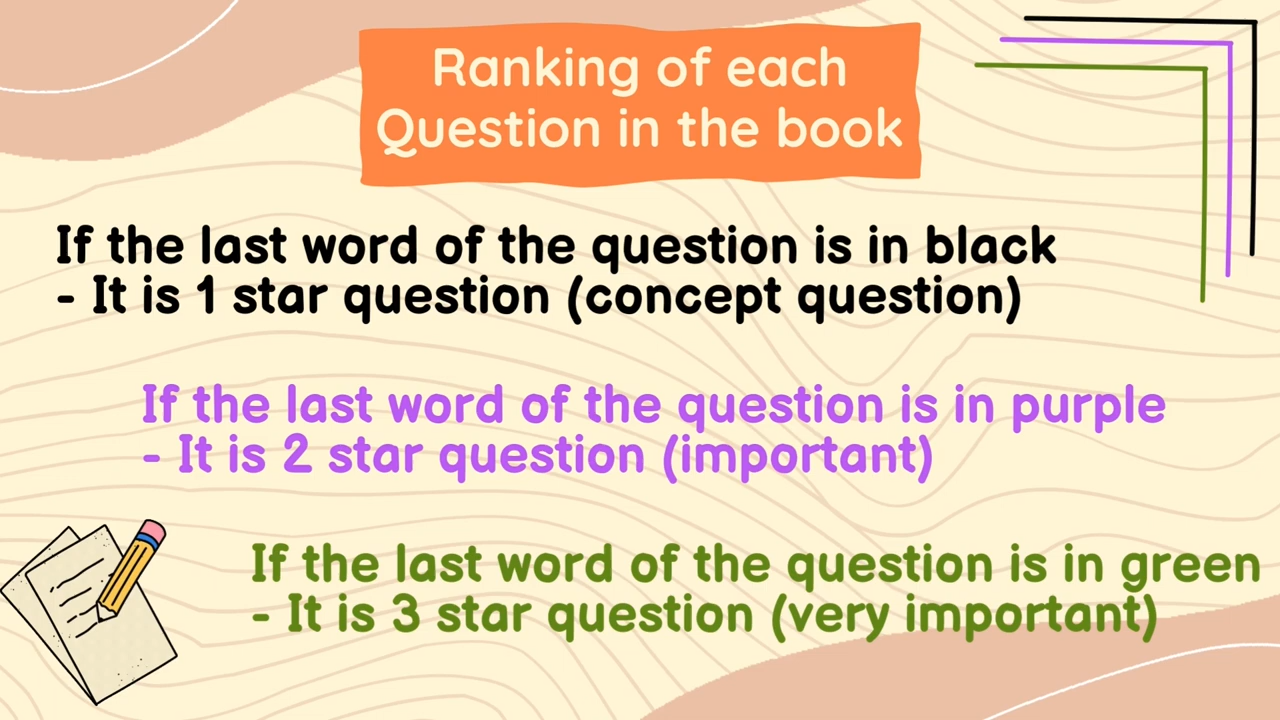 Ranking of each
Question in the book
If the last word of the question is in black
- It is 1 star question (concept question)
If the last word of the question is in purple
- It is 2 star question (important)
If the last word of the question is in green
- It is 3 star question (very important)